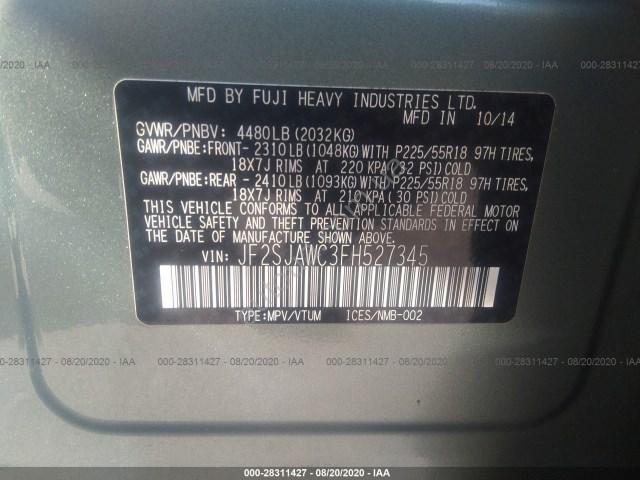 MFD BY FUJI HEAVY INDUSTRIES LTD.
MFD IN 10/14
GVWR/PNBV: 4480LB(2032KG)
GAWR/PNBE:FRONT-2310LB(1048KG)WITH P225/55R18 97H TIRES,
18X7J RIMS AT 220 KPA(32 PSI)COLD
GAWR/PNBE:REAR -2410LB(1093KG)WITH P225/55R18 97H TIRES,
18X7J RIMS AT 210 KPA(30 PSI)COLD
THIS VEHICLE CONFORMS TO ALL APPLICABLE FEDERAL MOTOR
VEHICLE SAFETY AND THEFT PREVENTION STANDARDS IN EFFECT ON
THE DATE OF MANUFACTURE SHOWN ABOVE.
VIN: JF2SJAWC3FH527345
TYPE:MPV/VTUM ICES/NMB-002
000-28311427 - 08/20/2020 - IAA